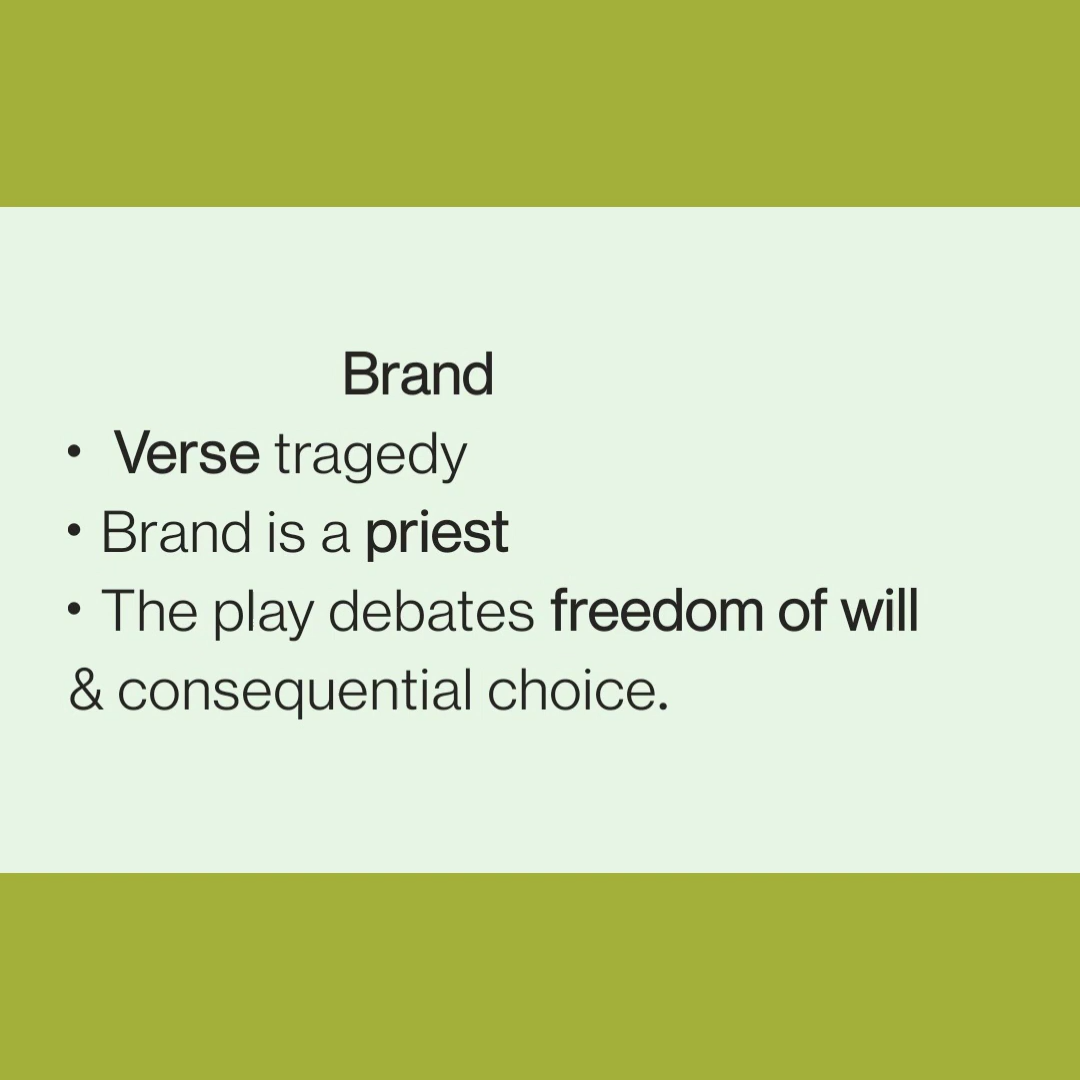 Brand
• Verse tragedy
• Brand is a priest
• The play debates freedom of will
& consequential choice.